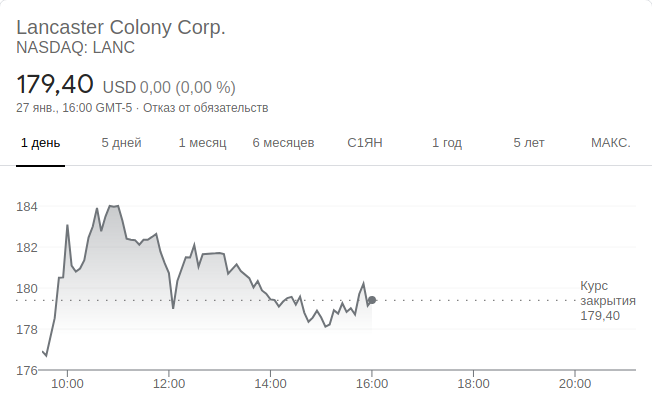 Lancaster Colony Corp.
NASDAQ: LANC
179,40 USD 0,00 (0,00 %)
27 янв., 16:00 GMT-5 · Отказ от обязательств
1 день 5 дней 1 месяц 6 месяцев С1ЯН 1 год 5 лет МАКС.
184
182
180
178
176
Курс
закрытия
179,40
10:00 12:00 14:00 16:00 18:00 20:00